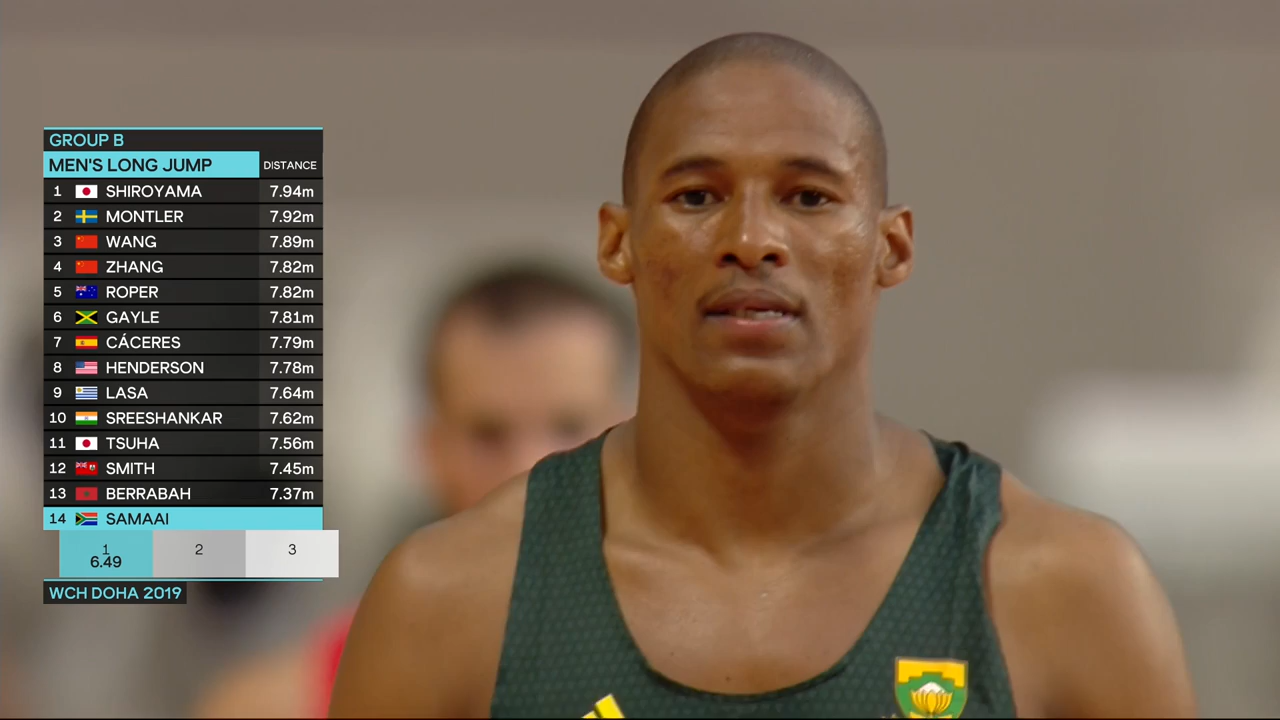 GROUP B
MEN'S LONG JUMP DISTANCE
1 SHIROYAMA 7.94m
2 MONTLER 7.92m
3 WANG 7.89m
4 ZHANG 7.82m
5 ROPER 7.82m
6 GAYLE 7.81m
7 CÁCERES 7.79m
8 HENDERSON 7.78m
9 LASA 7.64m
10 SREESHANKAR 7.62m
11 TSUHA 7.56m
12 SMITH 7.45m
13 BERRABAH 7.37m
14 SAMAAI
1 2 3
6.49
WCH DOHA 2019